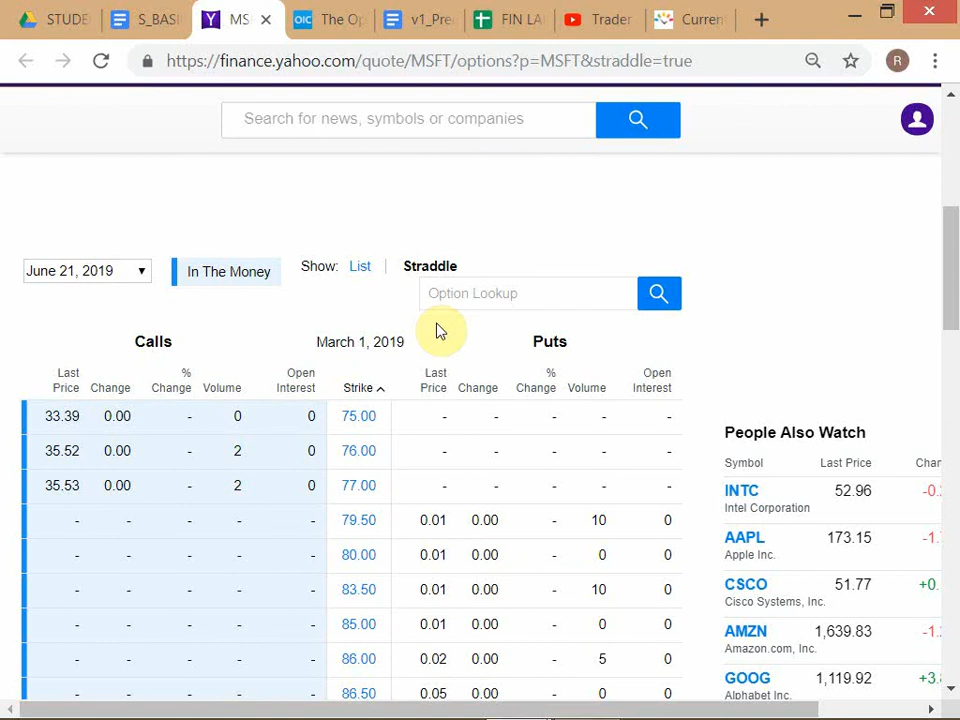 STUDE
S_BASI
MS
The Op
v1_Pre
FIN LA
Trader
Curren
https://finance.yahoo.com/quote/MSFT/options?p=MSFT&straddle=true
R
Search for news, symbols or companies
June 21, 2019 In The Money Show: List Straddle
Option Lookup
Calls March 1, 2019 Puts
Last Price Change % Change Volume Open Interest Strike Last Price Change % Change Volume Open Interest
33.39 0.00 - 0 0 75.00 - - - - -
35.52 0.00 - 2 0 76.00 - - - - -
35.53 0.00 - 2 0 77.00 - - - - -
- - - - - 79.50 0.01 0.00 - 10 0
- - - - - 80.00 0.01 0.00 - 0 0
- - - - - 83.50 0.01 0.00 - 10 0
- - - - - 85.00 0.01 0.00 - 0 0
- - - - - 86.00 0.02 0.00 - 5 0
- - - - - 86.50 0.05 0.00 - 0 0
People Also Watch
Symbol Last Price Chan
INTC 52.96 -0.
Intel Corporation
AAPL 173.15 -1.
Apple Inc.
CSCO 51.77 +0.
Cisco Systems, Inc.
AMZN 1,639.83 -1.
Amazon.com, Inc.
GOOG 1,119.92 +3.
Alphabet Inc.